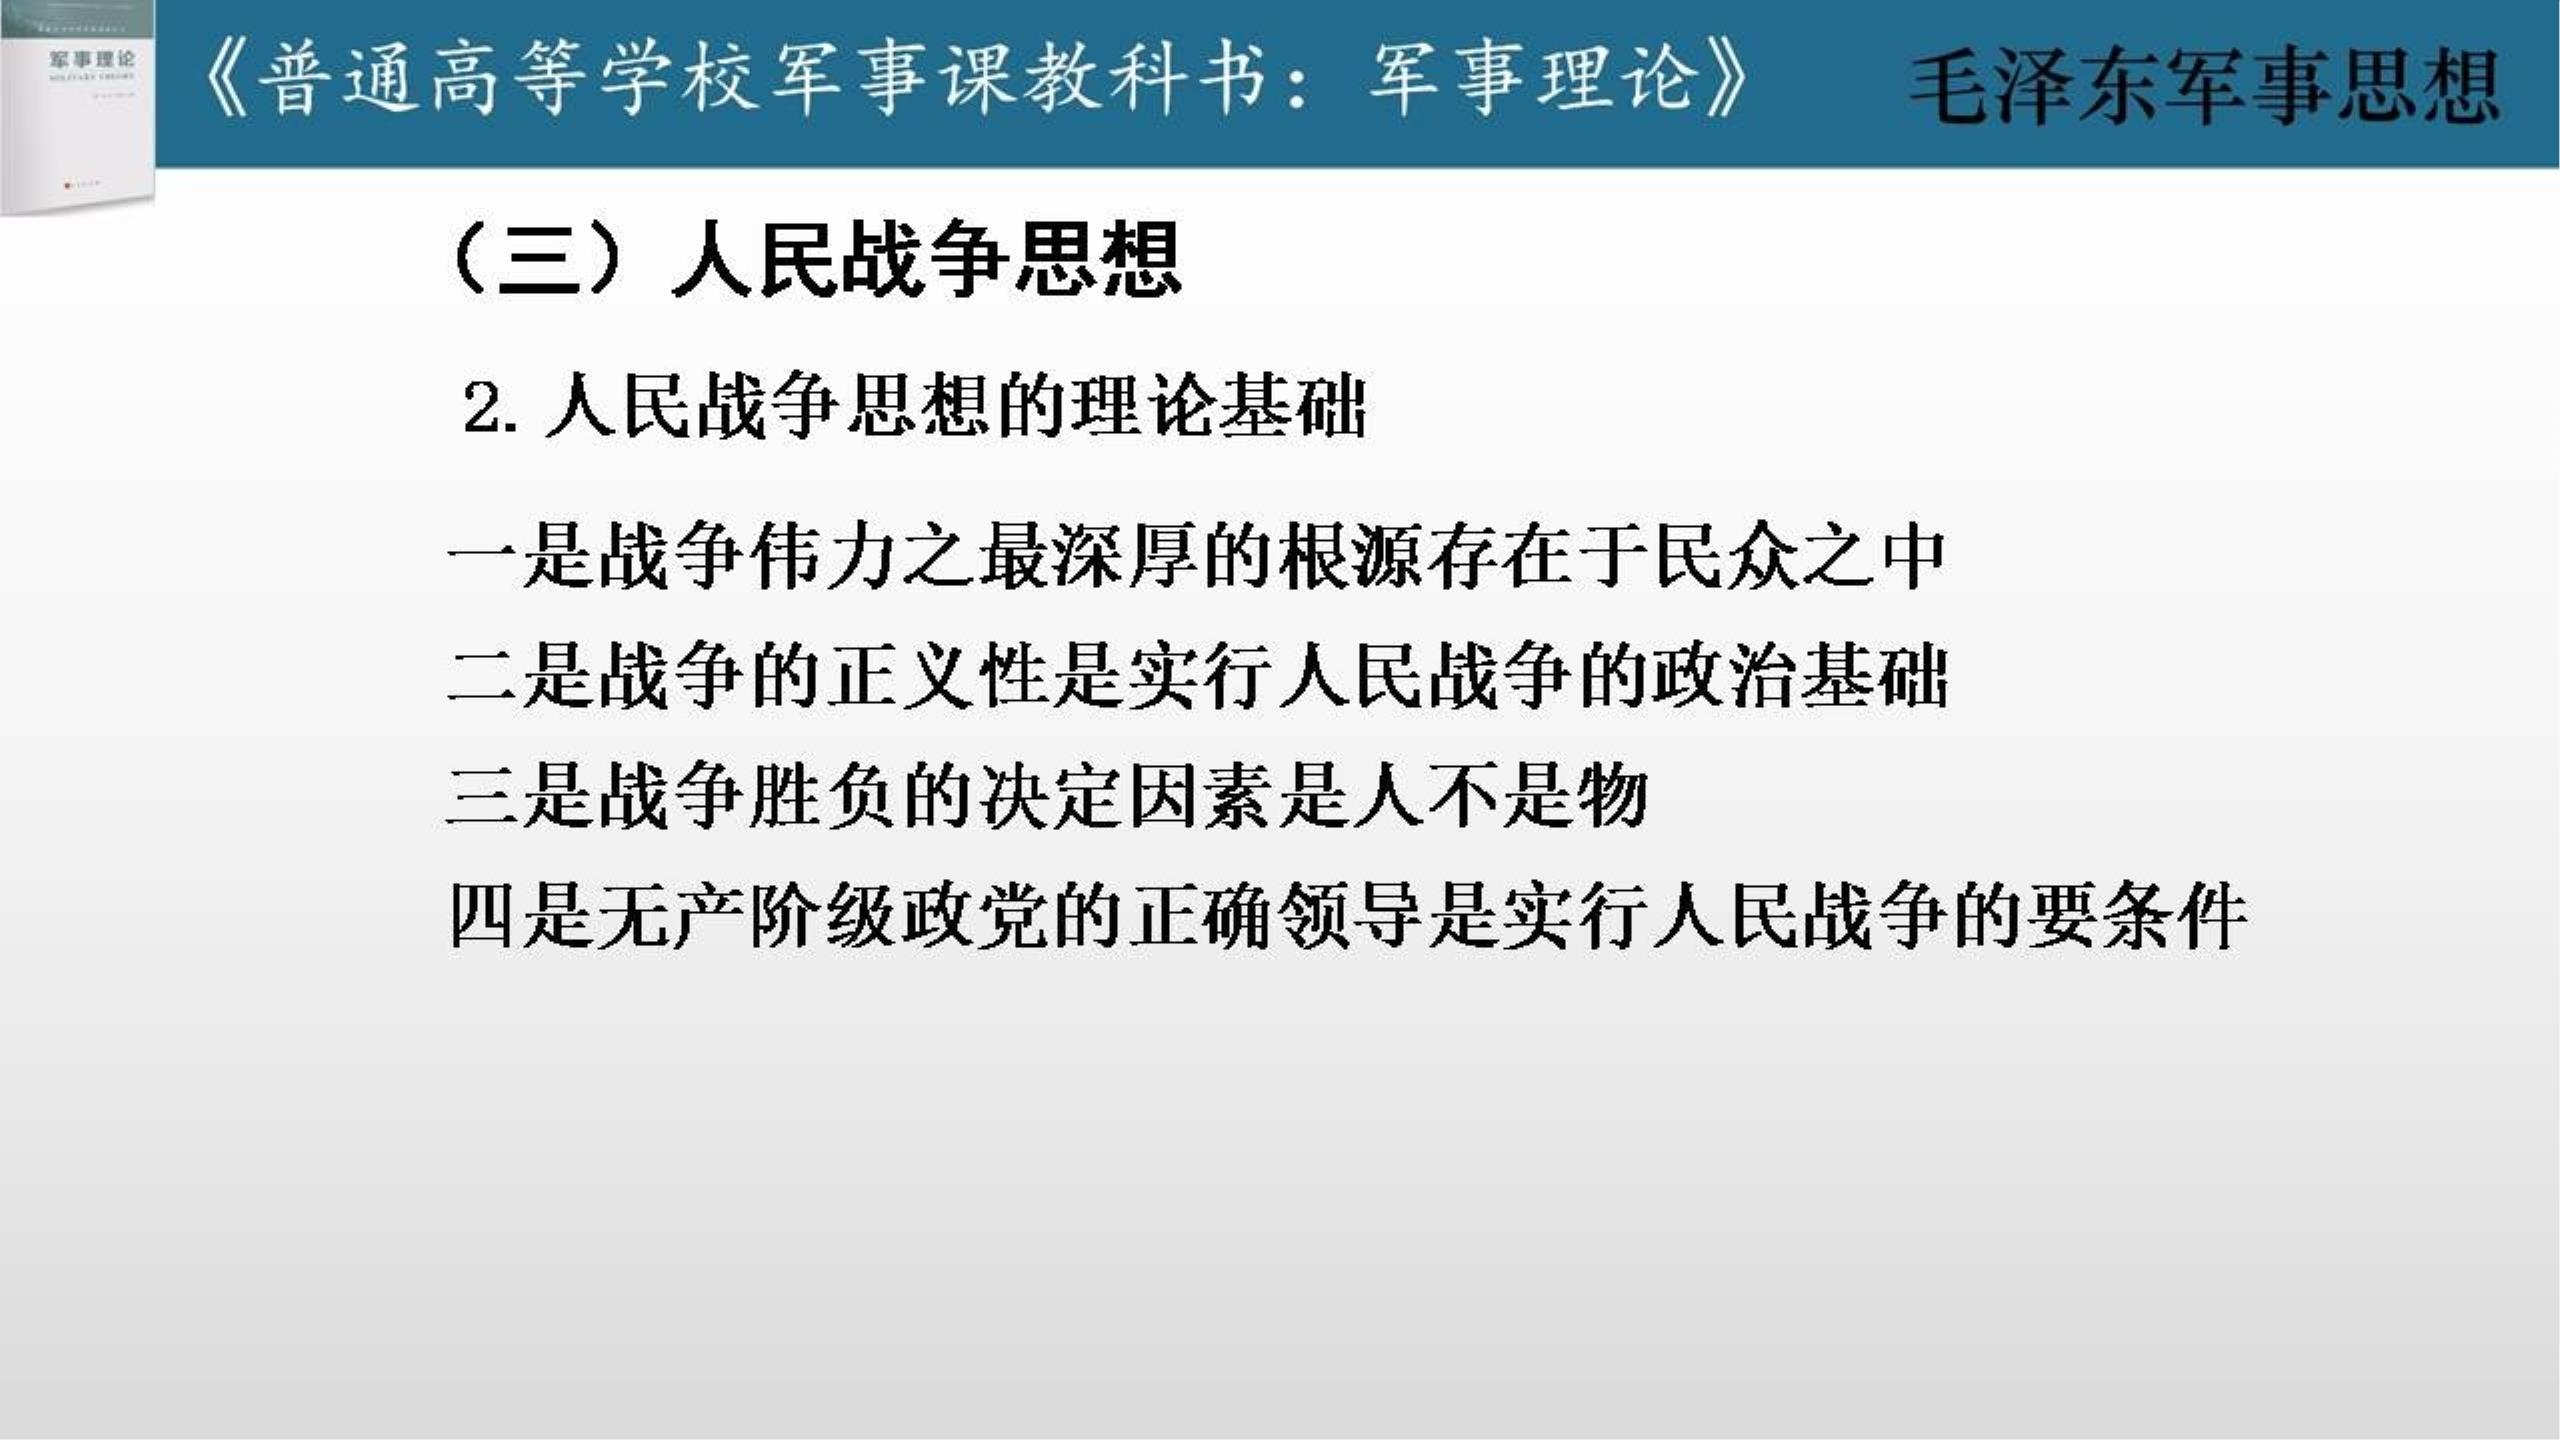 《普通高等学校军事课教科书：军事理论》 毛泽东军事思想
军事理论
MILITARY THEORY
（三）人民战争思想
2. 人民战争思想的理论基础
一是战争伟力之最深厚的根源存在于民众之中
二是战争的正义性是实行人民战争的政治基础
三是战争胜负的决定因素是人不是物
四是无产阶级政党的正确领导是实行人民战争的要条件